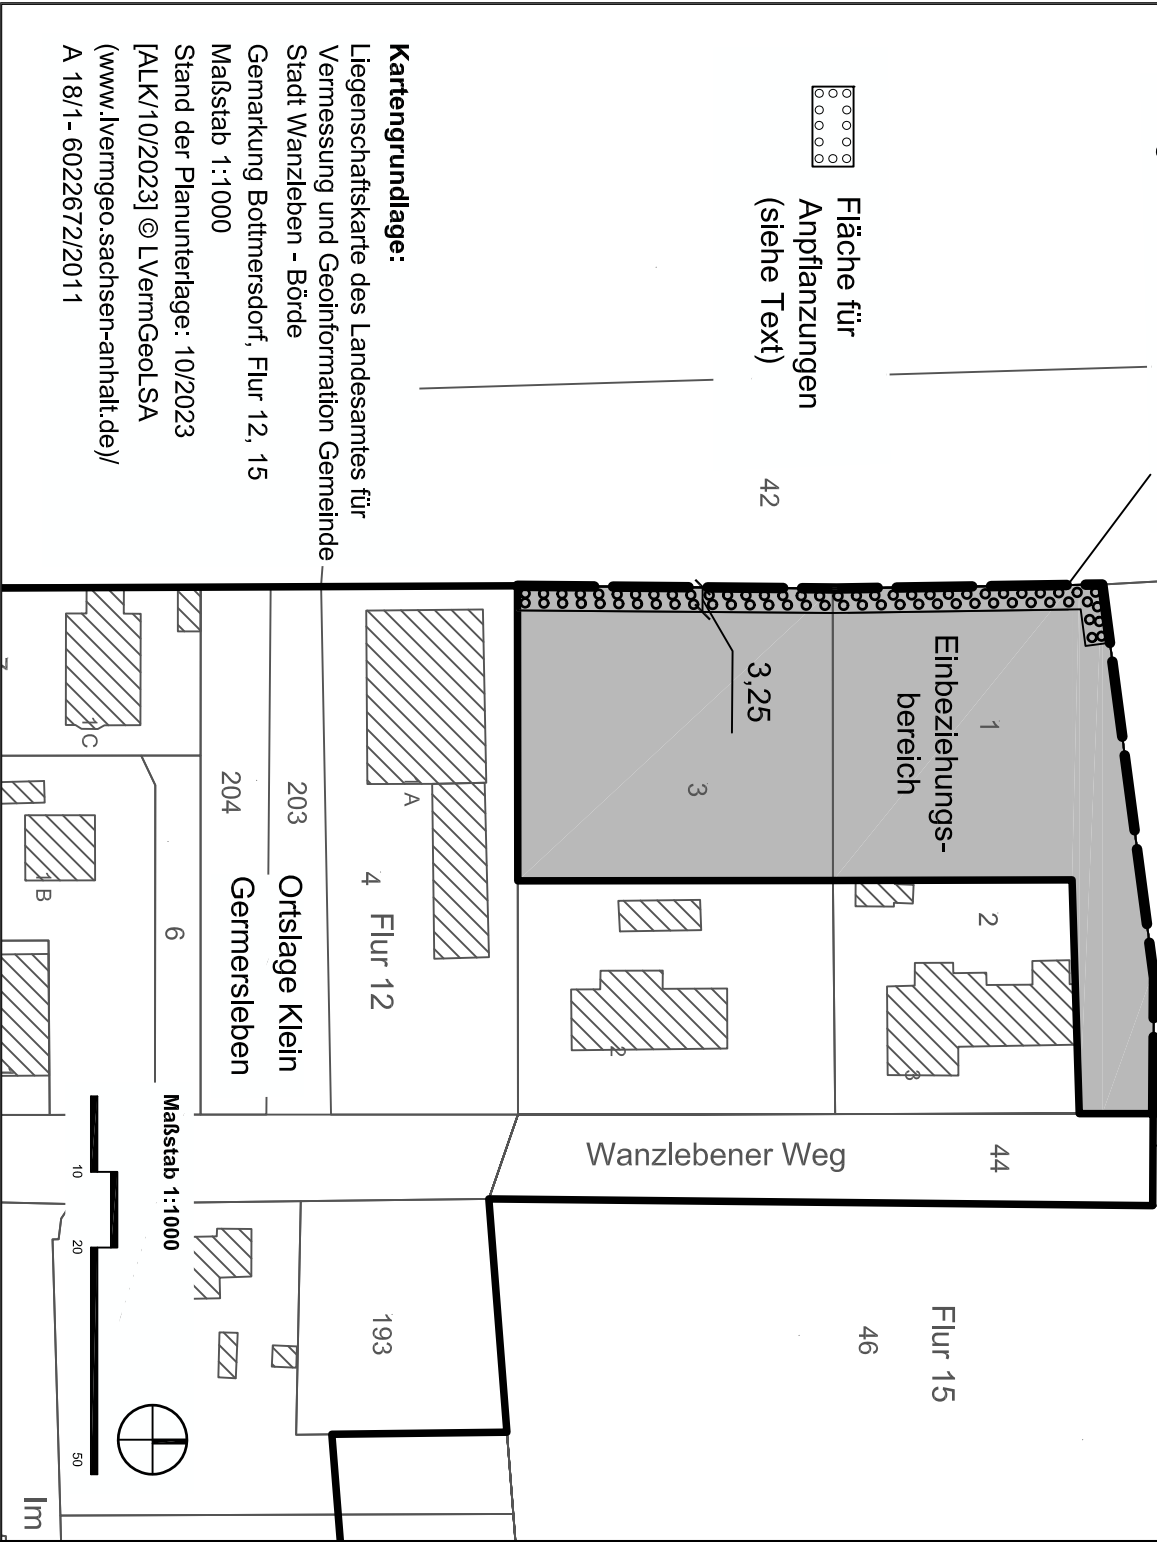 Fläche für
Anpflanzungen
(siehe Text)
Kartengrundlage:
Liegenschaftskarte des Landesamtes für
Vermessung und Geoinformation Gemeinde
Stadt Wanzleben - Börde
Gemarkung Bottmersdorf, Flur 12, 15
Maßstab 1:1000
Stand der Planunterlage: 10/2023
[ALK/10/2023] © LVermGeoLSA
(www.lvermgeo.sachsen-anhalt.de)/
A 18/1- 6022672/2011
42
Einbeziehungs-
bereich
1
3,25
3
2
3
2
A
4
Flur 12
203
204
Ortslage Klein
Germersleben
6
1 C
1 B
7
Wanzlebener Weg
44
Maßstab 1:1000
10
20
50
193
46
Flur 15
Im